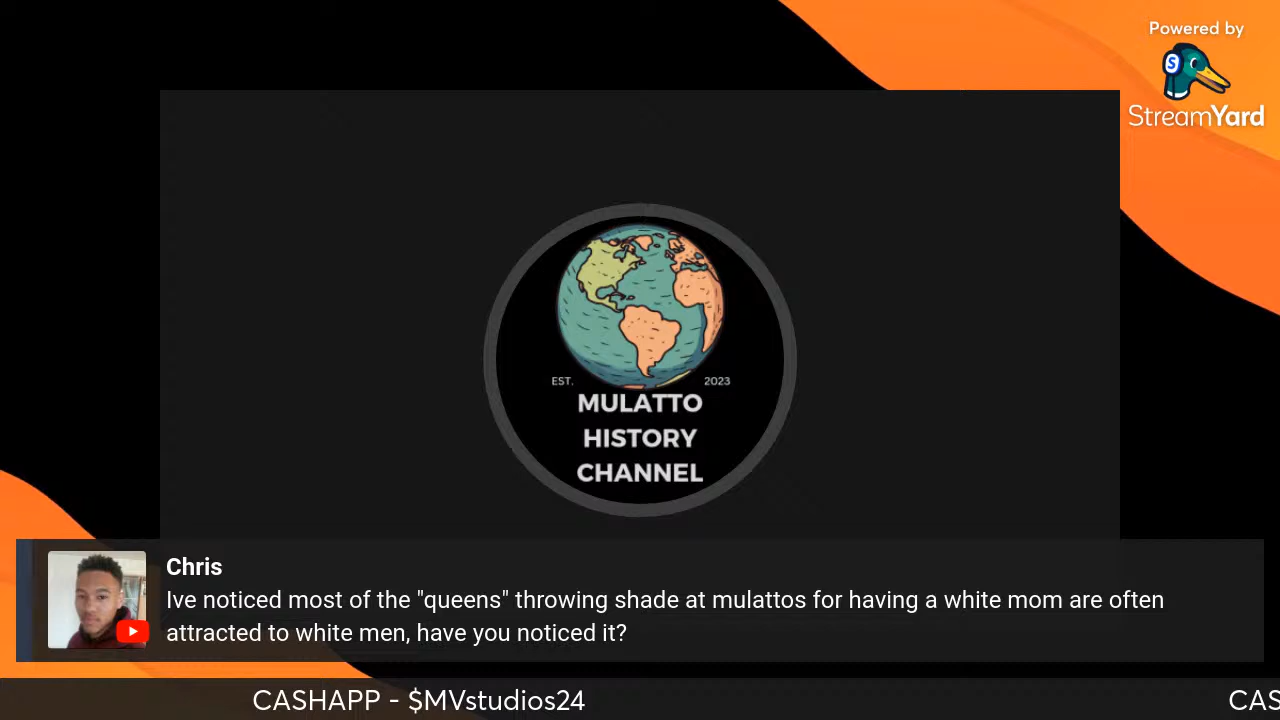 Powered by
StreamYard
EST. 2023
MULATTO
HISTORY
CHANNEL
Chris
Ive noticed most of the "queens" throwing shade at mulattos for having a white mom are often
attracted to white men, have you noticed it?
CASHAPP - $MVstudios24 CAS